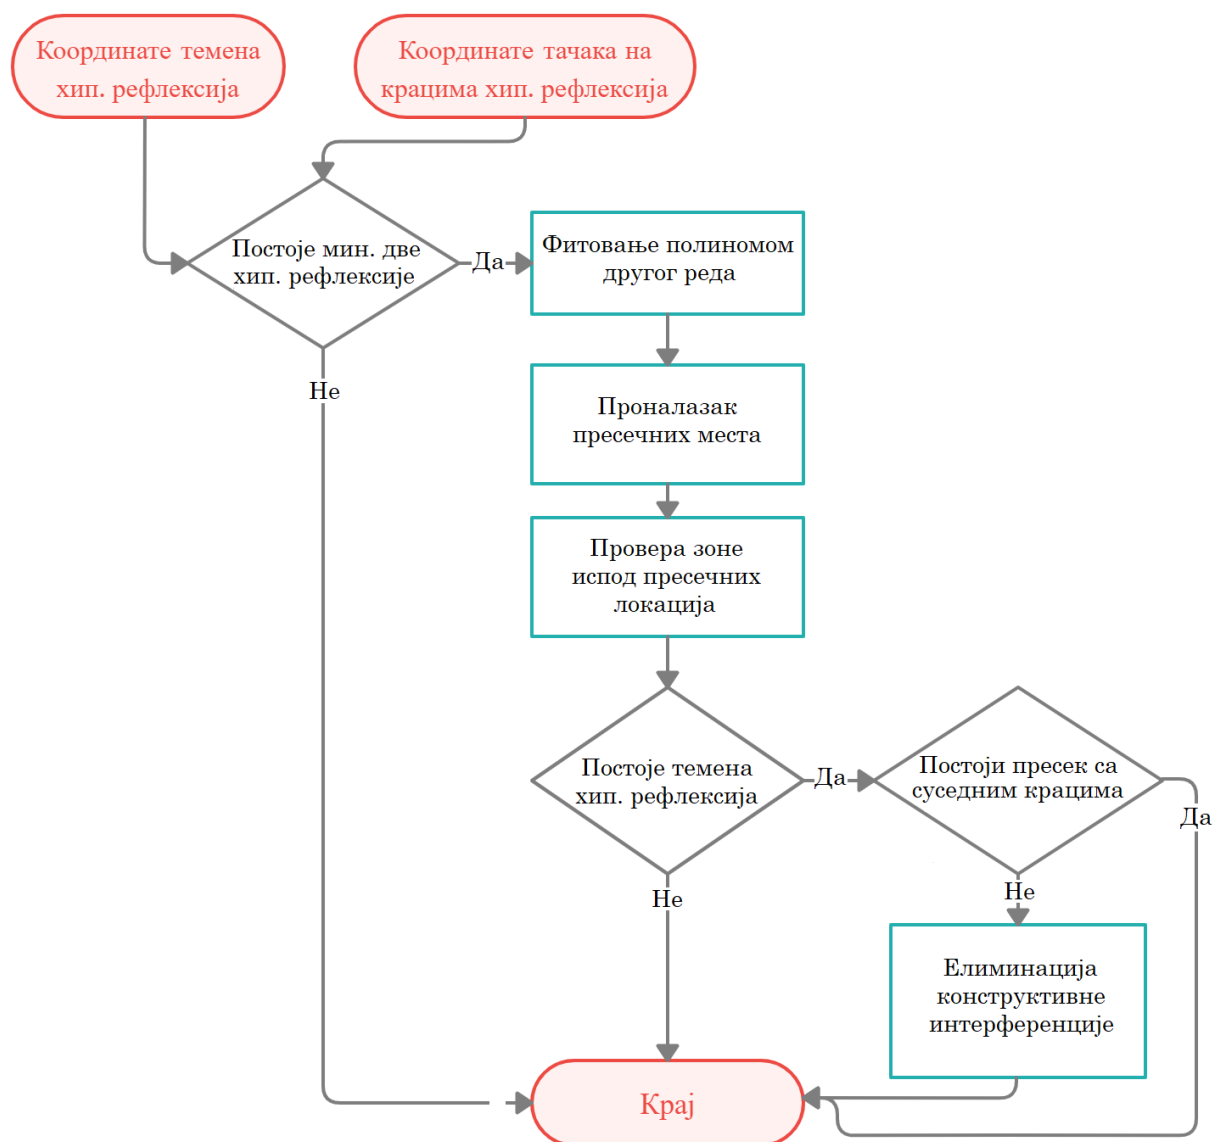 Координате темена
хип. рефлексија
Координате тачака на
крацима хип. рефлексија
Постоје мин. две
хип. рефлексије
Да
Фитовање полиномом
другог реда
Не
Проналазак
пресечних места
Провера зоне
испод пресечних
локација
Постоје темена
хип. рефлексија
Да
Постоји пресек са
суседним крацима
Да
Не
Не
Елиминација
конструктивне
интерференције
Крај